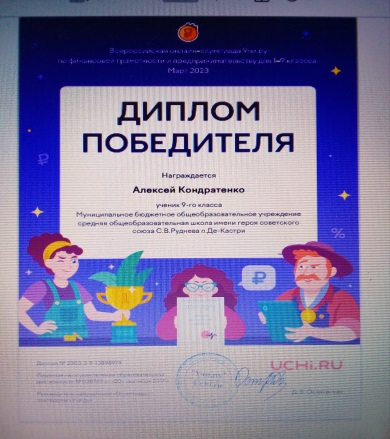 Всероссийская онлайн-олимпиада Учи.ру
по финансовой грамотности и предпринимательству для 1–9 классов
Март 2023
ДИПЛОМ
ПОБЕДИТЕЛЯ
Награждается
Алексей Кондратенко
ученик 9-го класса
Муниципальное бюджетное общеобразовательное учреждение
средняя общеобразовательная школа имени героя советского
союза С.В.Руднева п.Де-Кастри
₽
%
₽
UCHi.RU
Диплом №